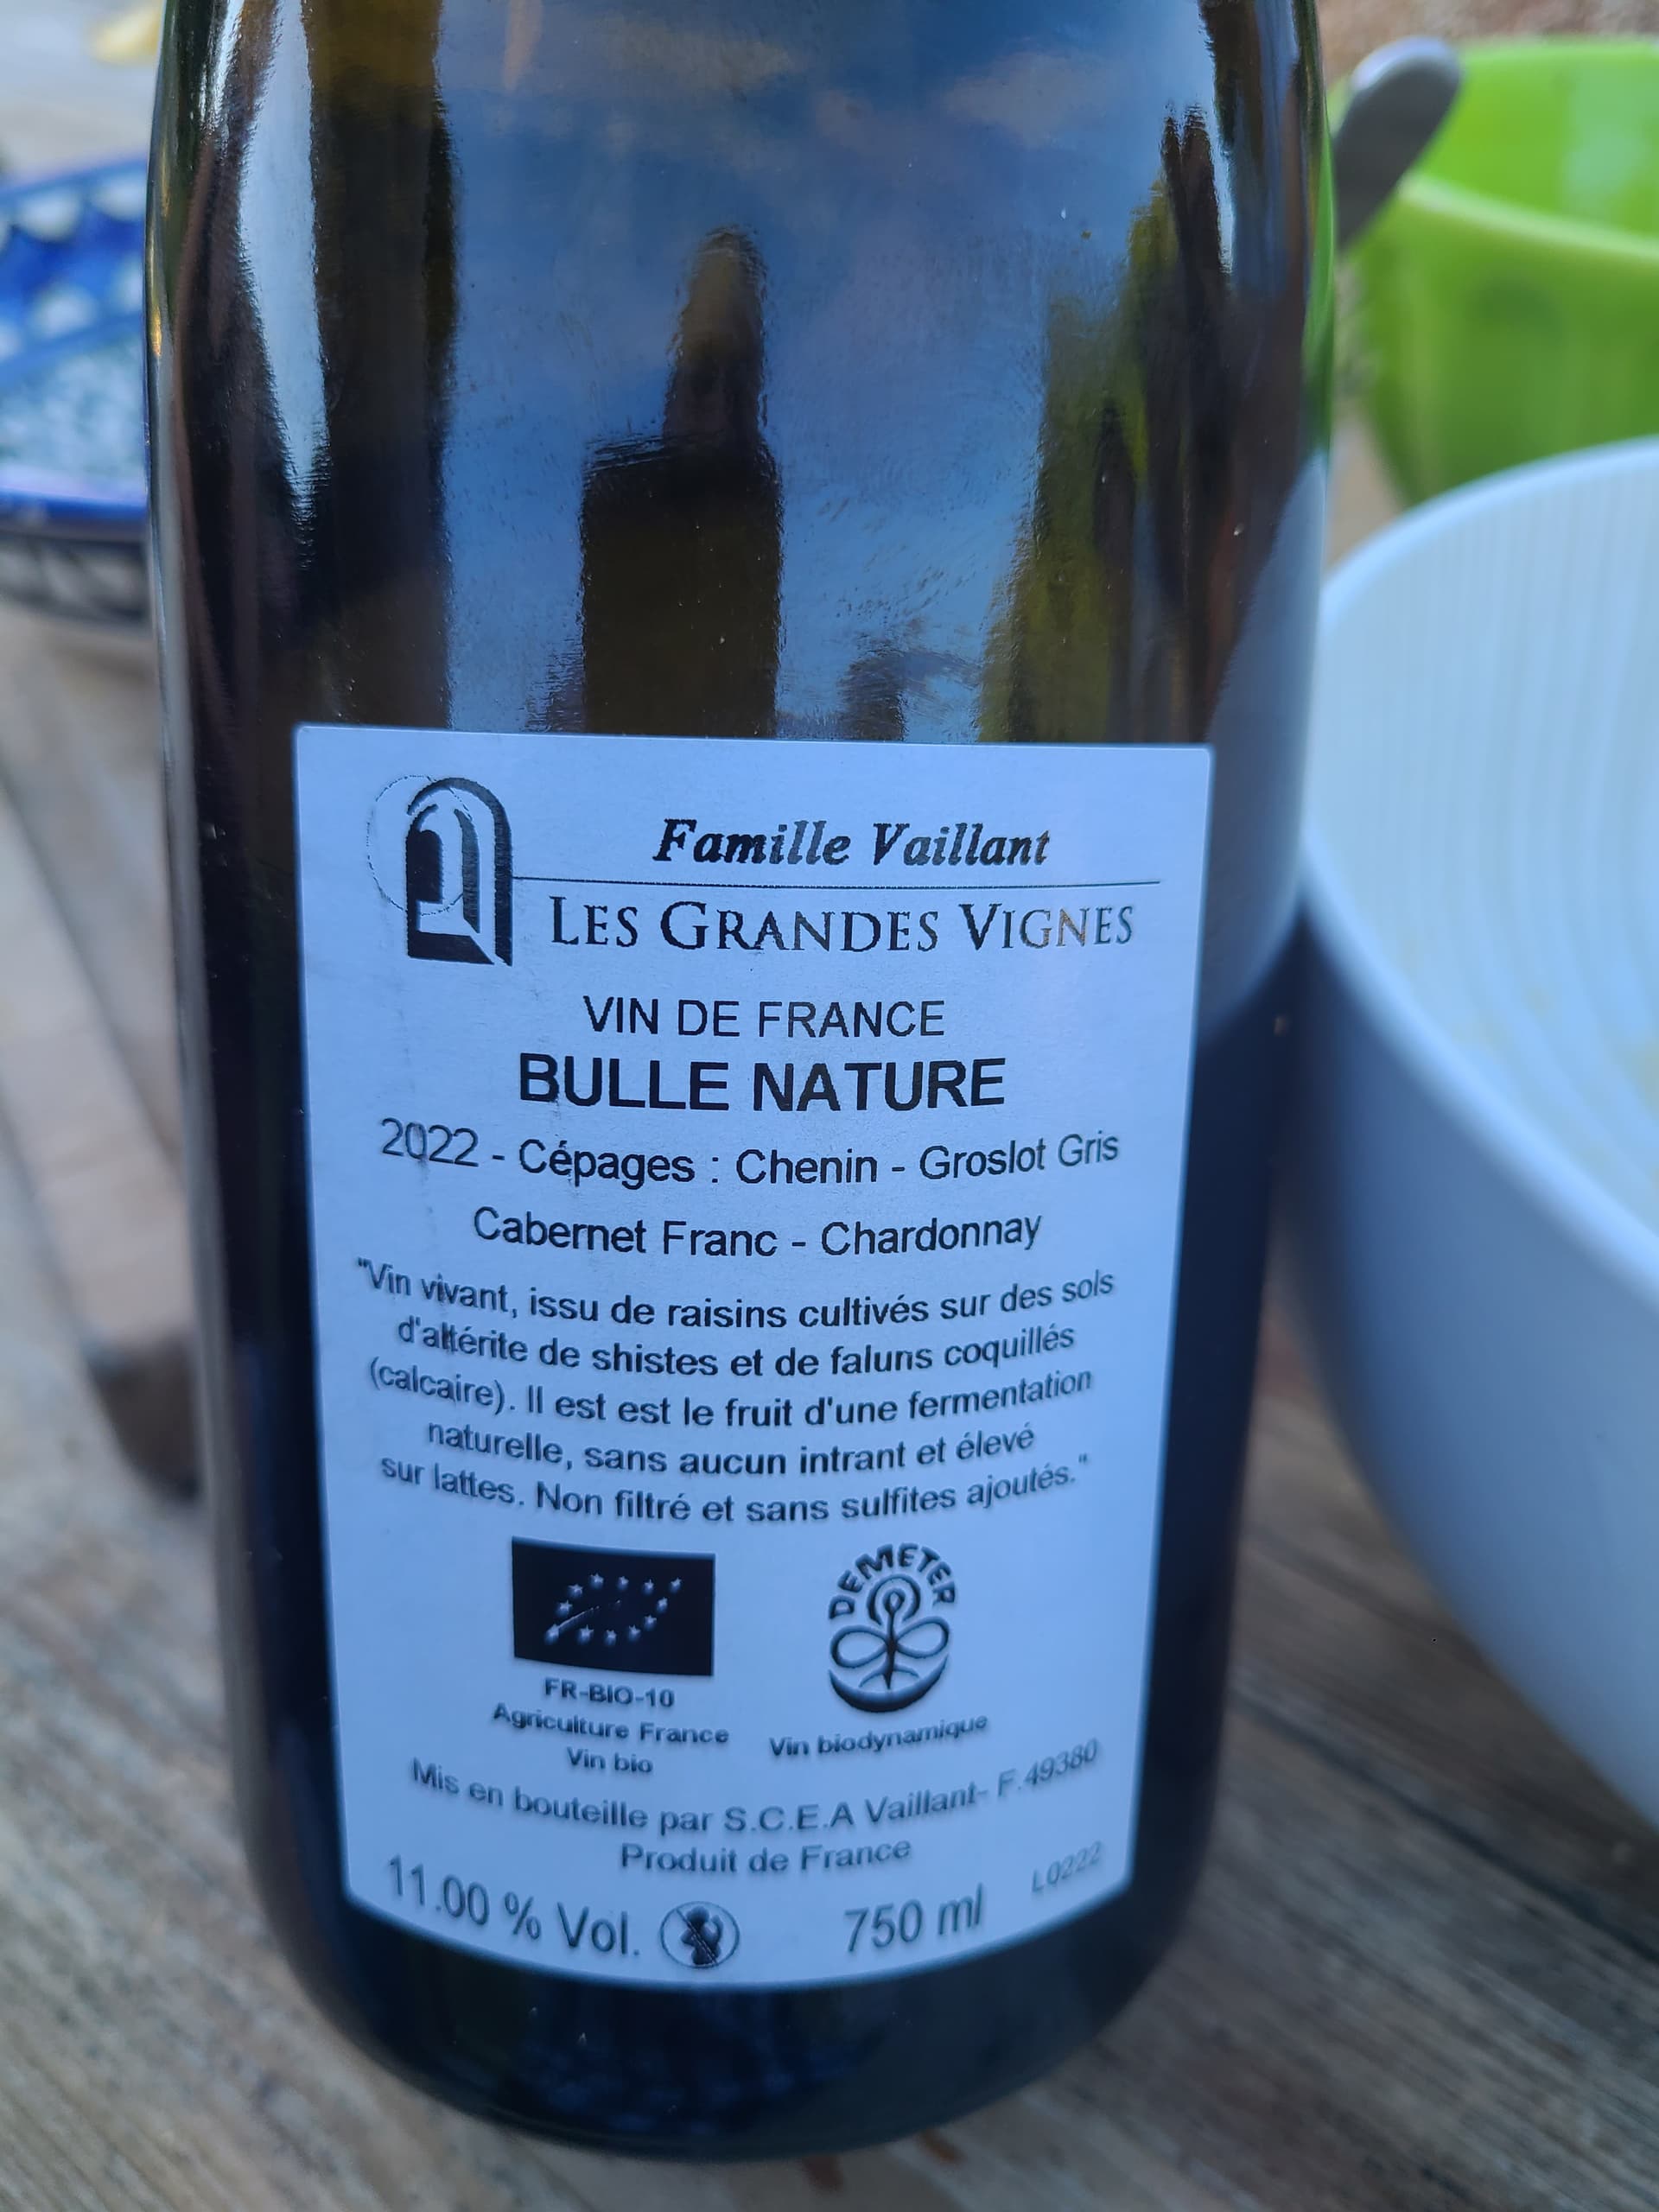 Famille Vaillant
LES GRANDES VIGNES
VIN DE FRANCE
BULLE NATURE
2022 - Cépages : Chenin - Groslot Gris
Cabernet Franc - Chardonnay
"Vin vivant, issu de raisins cultivés sur des sols
d'altérite de shistes et de faluns coquillés
(calcaire). Il est est le fruit d'une fermentation
naturelle, sans aucun intrant et élevé
sur lattes. Non filtré et sans sulfites ajoutés."
DEMETER
FR-BIO-10
Agriculture France
Vin bio
Vin biodynamique
Mis en bouteille par S.C.E.A Vaillant- F.49380
Produit de France
11.00 % Vol. 750 ml L0222